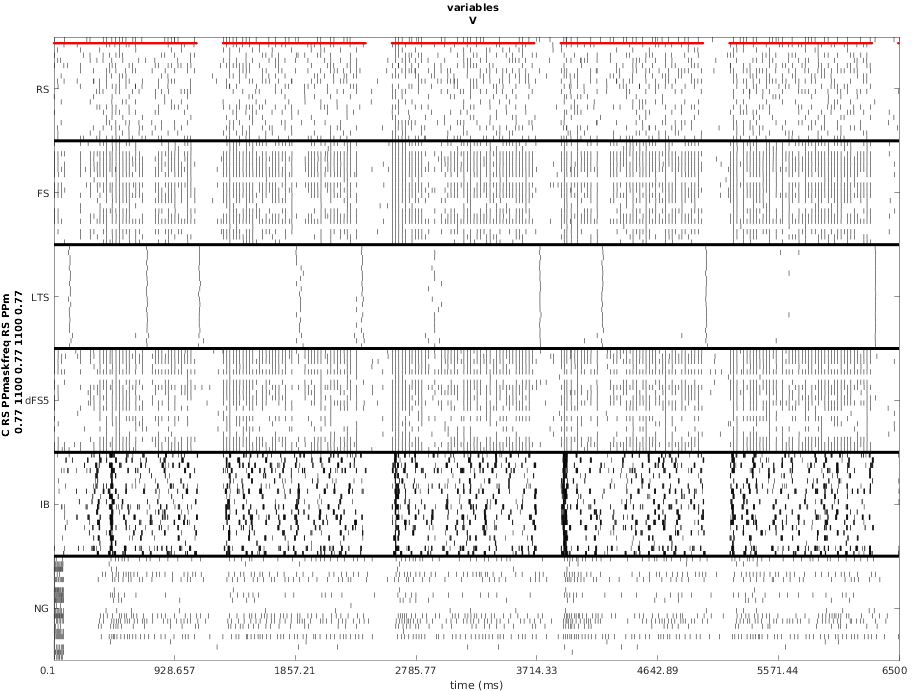 variables
V
C RS PPmaskfreq RS PPm
0.77 1100 0.77 1100 0.77
RS
FS
LTS
dFS5
IB
NG
0.1 928.657 1857.21 2785.77 3714.33 4642.89 5571.44 6500
time (ms)